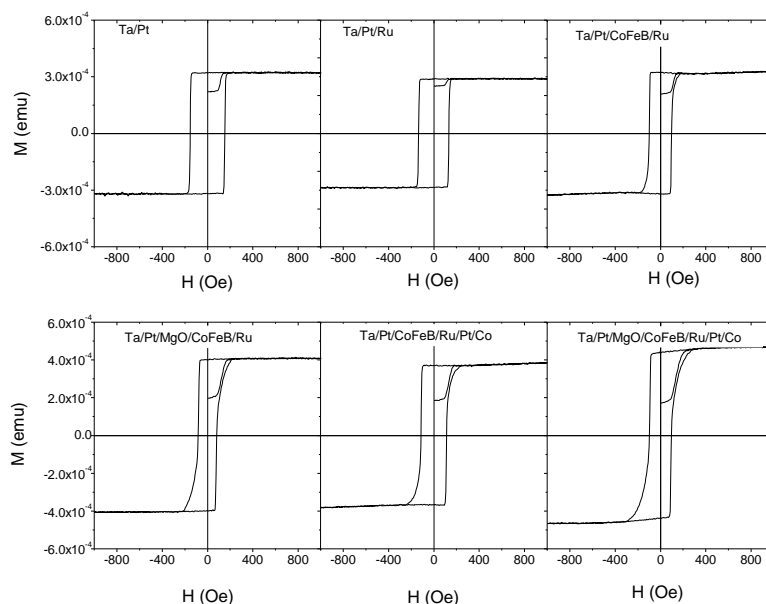 Ta/Pt
Ta/Pt/Ru
Ta/Pt/CoFeB/Ru
M (emu)
6.0x10⁻⁴
3.0x10⁻⁴
0.0
-3.0x10⁻⁴
-6.0x10⁻⁴
-800 -400 0 400 800
-800 -400 0 400 800
-800 -400 0 400 800
H (Oe)
H (Oe)
H (Oe)
Ta/Pt/MgO/CoFeB/Ru
Ta/Pt/CoFeB/Ru/Pt/Co
Ta/Pt/MgO/CoFeB/Ru/Pt/Co
M (emu)
6.0x10⁻⁴
4.0x10⁻⁴
2.0x10⁻⁴
0.0
-2.0x10⁻⁴
-4.0x10⁻⁴
-6.0x10⁻⁴
-800 -400 0 400 800
-800 -400 0 400 800
-800 -400 0 400 800
H (Oe)
H (Oe)
H (Oe)